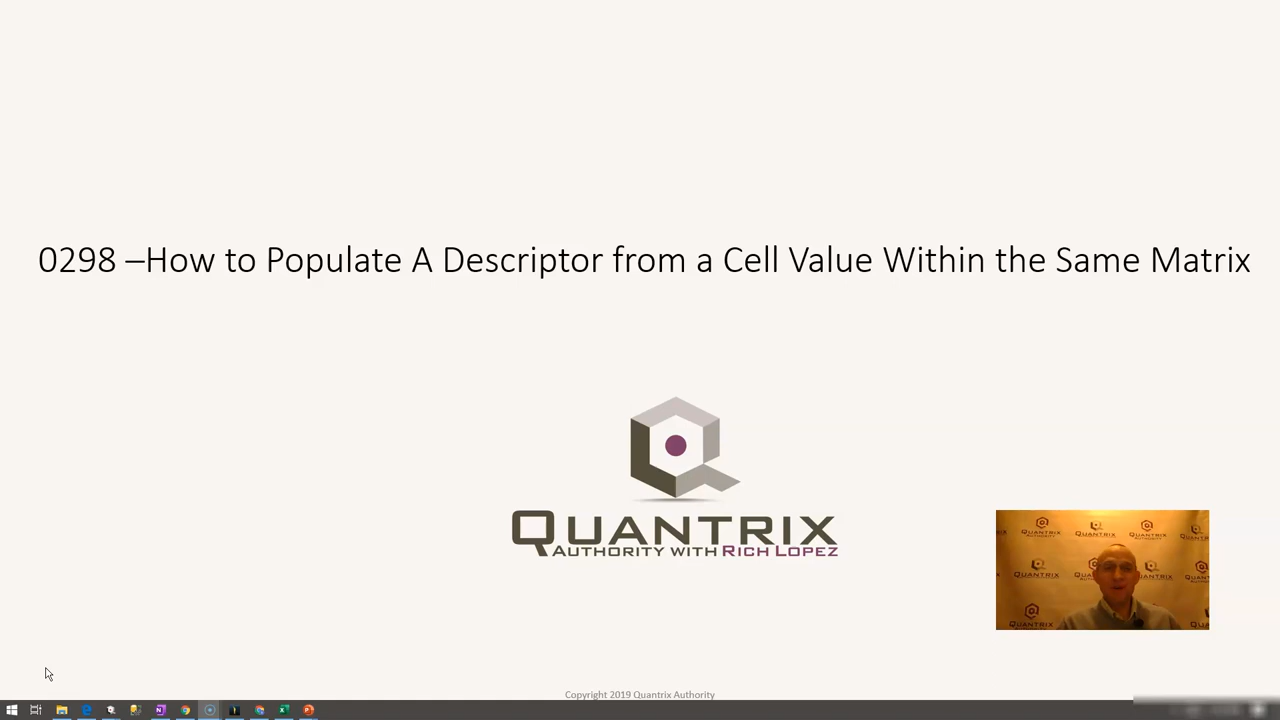 0298 –How to Populate A Descriptor from a Cell Value Within the Same Matrix
QUANTRIX
AUTHORITY WITH RICH LOPEZ
QUANTRIX
Copyright 2019 Quantrix Authority